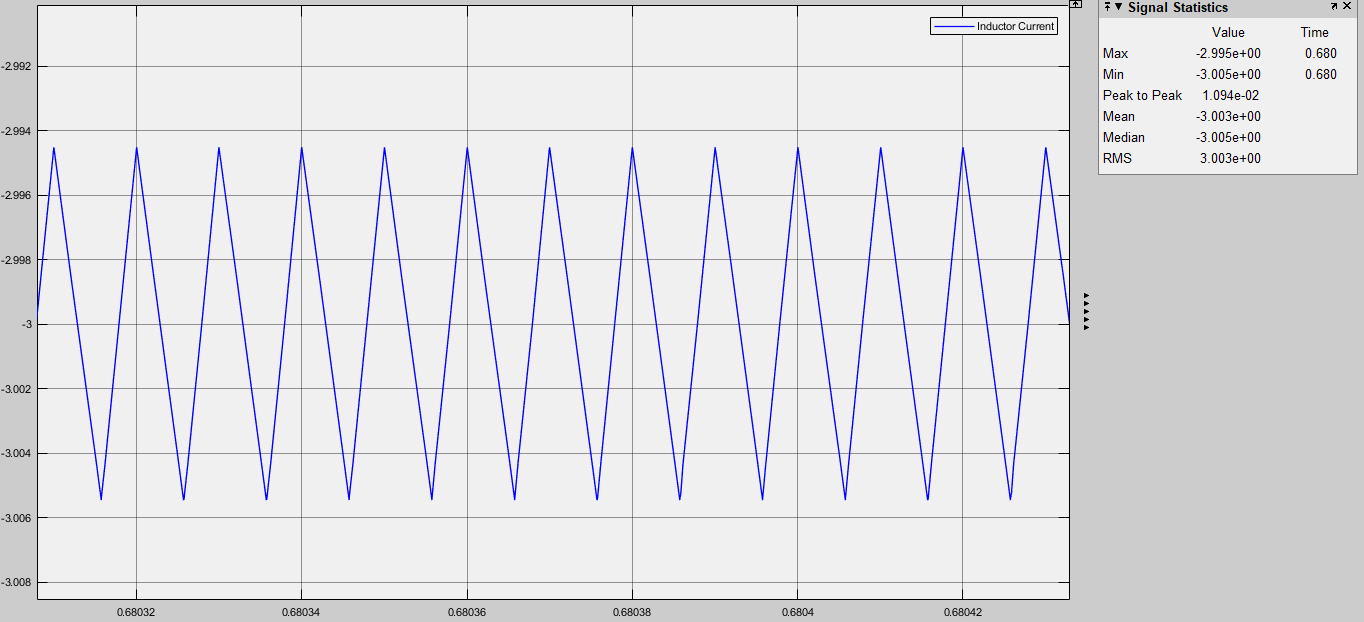 Inductor Current
-2.992
-2.994
-2.996
-2.998
-3
-3.002
-3.004
-3.006
-3.008
0.68032 0.68034 0.68036 0.68038 0.6804 0.68042
Signal Statistics
Value Time
Max -2.995e+00 0.680
Min -3.005e+00 0.680
Peak to Peak 1.094e-02
Mean -3.003e+00
Median -3.005e+00
RMS 3.003e+00